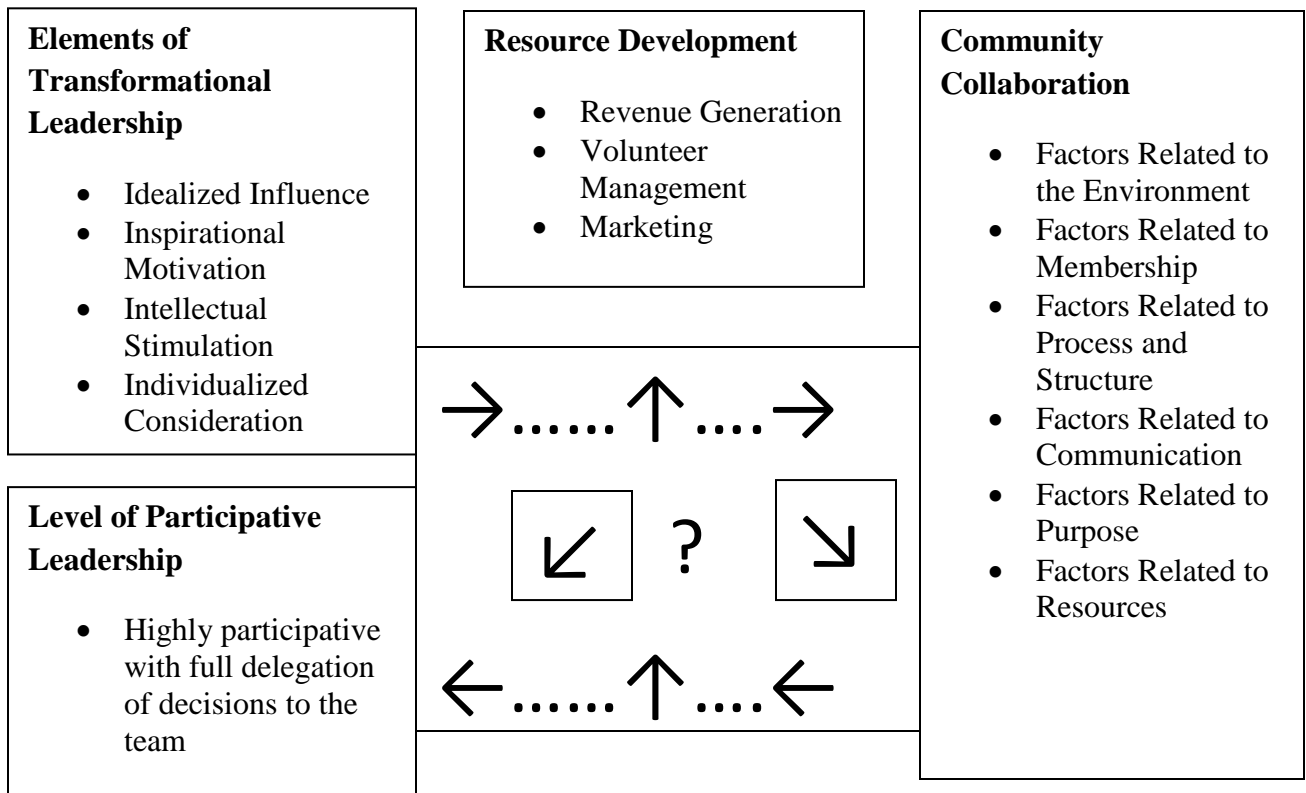 Elements of
Transformational
Leadership
• Idealized Influence
• Inspirational
Motivation
• Intellectual
Stimulation
• Individualized
Consideration
Level of Participative
Leadership
• Highly participative
with full delegation
of decisions to the
team
Resource Development
• Revenue Generation
• Volunteer
Management
• Marketing
→......↑....→
↙ ? ↘
←......↑....←
Community
Collaboration
• Factors Related to
the Environment
• Factors Related to
Membership
• Factors Related to
Process and
Structure
• Factors Related to
Communication
• Factors Related to
Purpose
• Factors Related to
Resources